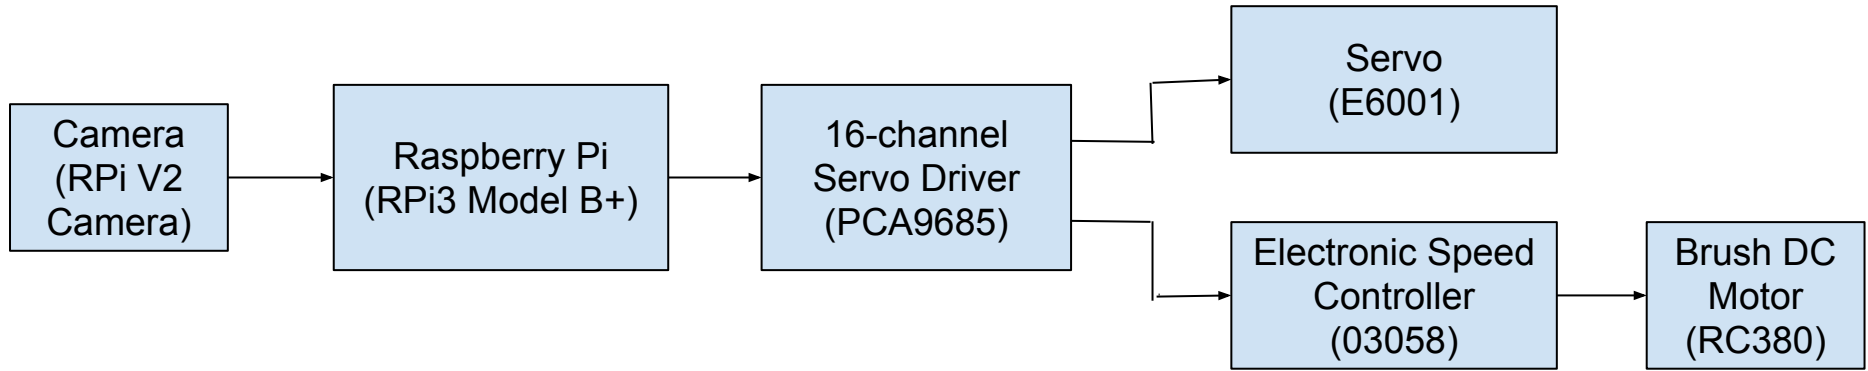 Camera
(RPi V2
Camera)
Raspberry Pi
(RPi3 Model B+)
16-channel
Servo Driver
(PCA9685)
Servo
(E6001)
Electronic Speed
Controller
(03058)
Brush DC
Motor
(RC380)